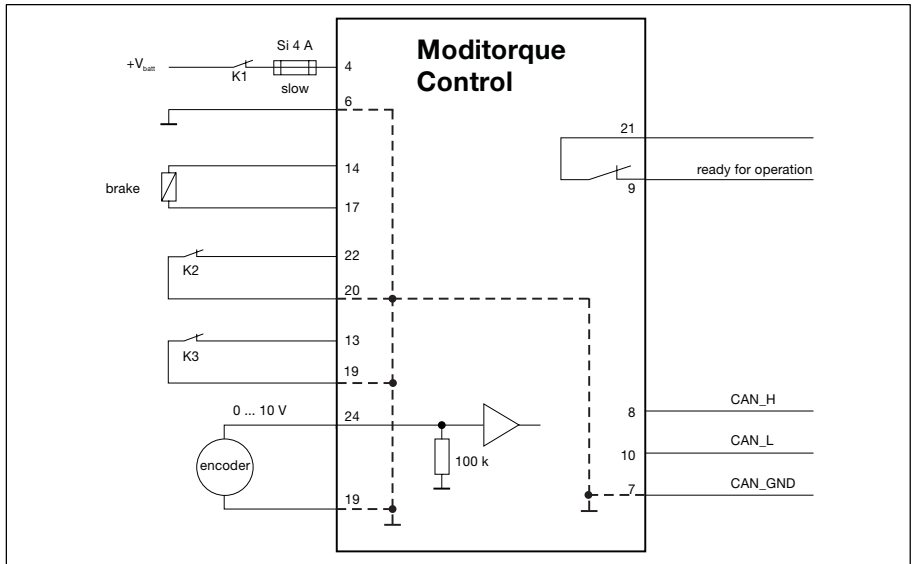 Moditorque
Control
+Vbatt
K1
Si 4 A
slow
4
6
brake
14
17
K2
22
20
K3
13
19
0 ... 10 V
24
encoder
100 k
19
21
ready for operation
9
8
CAN_H
10
CAN_L
7
CAN_GND